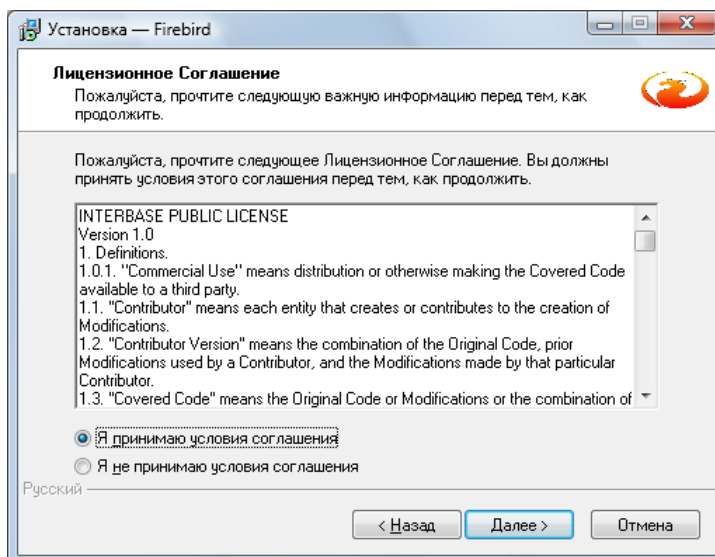 Установка — Firebird
Лицензионное Соглашение
Пожалуйста, прочтите следующую важную информацию перед тем, как
продолжить.
Пожалуйста, прочтите следующее Лицензионное Соглашение. Вы должны
принять условия этого соглашения перед тем, как продолжить.
INTERBASE PUBLIC LICENSE
Version 1.0
1. Definitions.
1.0.1. "Commercial Use" means distribution or otherwise making the Covered Code
available to a third party.
1.1. "Contributor" means each entity that creates or contributes to the creation of
Modifications.
1.2. "Contributor Version" means the combination of the Original Code, prior
Modifications used by a Contributor, and the Modifications made by that particular
Contributor.
1.3. "Covered Code" means the Original Code or Modifications or the combination of
Я принимаю условия соглашения
Я не принимаю условия соглашения
Русский
< Назад Далее > Отмена